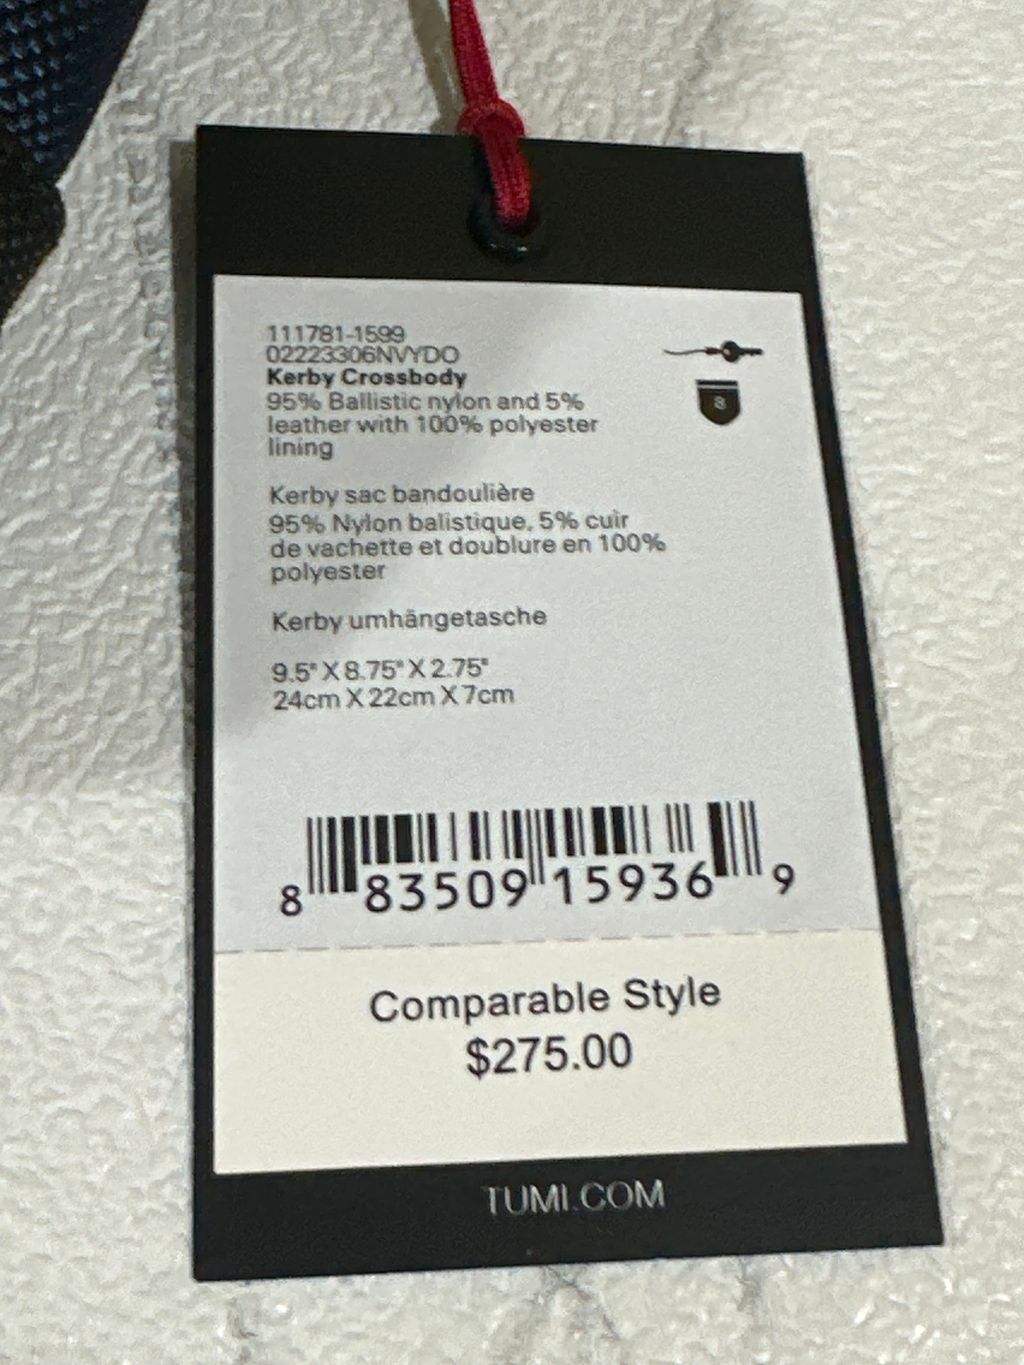 111781-1599
02223306NVYDO
Kerby Crossbody
95% Ballistic nylon and 5%
leather with 100% polyester
lining
8
Kerby sac bandoulière
95% Nylon balistique, 5% cuir
de vachette et doublure en 100%
polyester
Kerby umhängetasche
9.5" X 8.75" X 2.75"
24cm X 22cm X 7cm
8 83509 15936 9
Comparable Style
$275.00
TUMI.COM